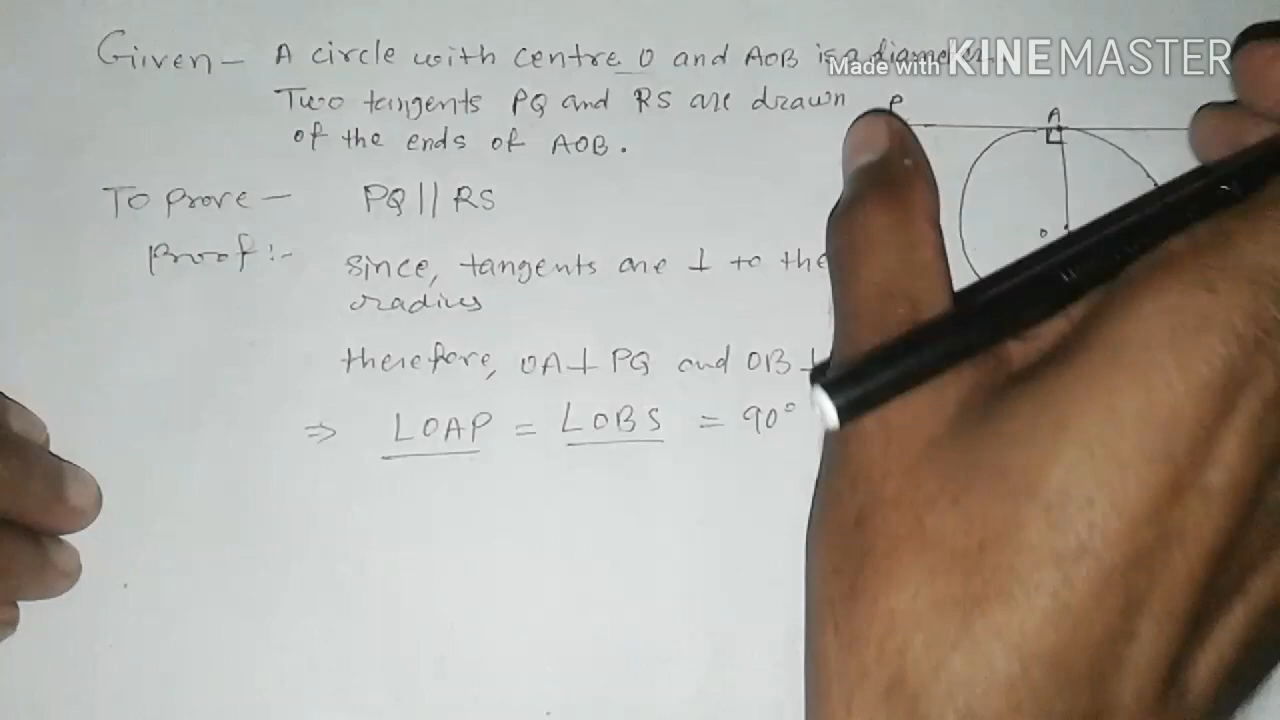 Given - A circle with centre O and AOB is a diameter.
Made with KINEMASTER
Two tangents PQ and RS are drawn
of the ends of AOB.
P
A
To Prove - PQ || RS
O
Proof :- since, tangents are ⊥ to the
radius
therefore, OA ⊥ PQ and OB ⊥
⇒ ∠OAP = ∠OBS = 90°